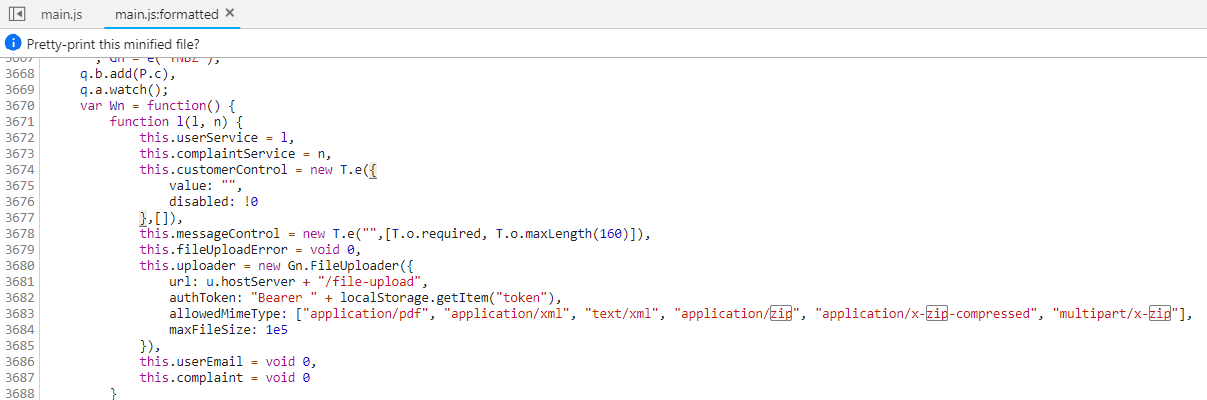 main.js main.js:formatted ✕
Pretty-print this minified file?
3667 , Gn = e("YNBZ");
3668 q.b.add(P.c),
3669 q.a.watch();
3670 var Wn = function() {
3671 function l(l, n) {
3672 this.userService = l,
3673 this.complaintService = n,
3674 this.customerControl = new T.e({
3675 value: "",
3676 disabled: !0
3677 },[]),
3678 this.messageControl = new T.e("",[T.o.required, T.o.maxLength(160)]),
3679 this.fileUploadError = void 0,
3680 this.uploader = new Gn.FileUploader({
3681 url: u.hostServer + "/file-upload",
3682 authToken: "Bearer " + localStorage.getItem("token"),
3683 allowedMimeType: ["application/pdf", "application/xml", "text/xml", "application/zip", "application/x-zip-compressed", "multipart/x-zip"],
3684 maxFileSize: 1e5
3685 }),
3686 this.userEmail = void 0,
3687 this.complaint = void 0
3688 }